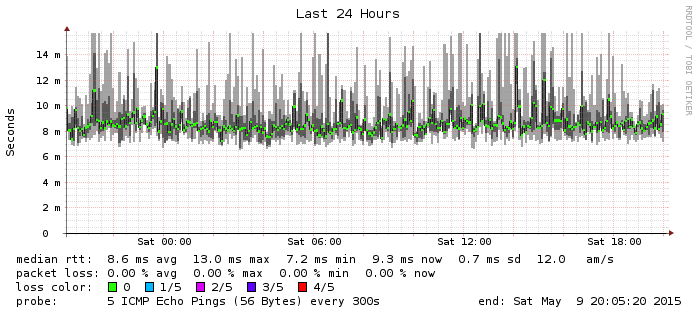 Last 24 Hours
RRDTOOL / TOBI OETIKER
Seconds
14 m
12 m
10 m
8 m
6 m
4 m
2 m
0
Sat 00:00 Sat 06:00 Sat 12:00 Sat 18:00
median rtt: 8.6 ms avg 13.0 ms max 7.2 ms min 9.3 ms now 0.7 ms sd 12.0 am/s
packet loss: 0.00 % avg 0.00 % max 0.00 % min 0.00 % now
loss color: 0 1/5 2/5 3/5 4/5
probe: 5 ICMP Echo Pings (56 Bytes) every 300s end: Sat May 9 20:05:20 2015